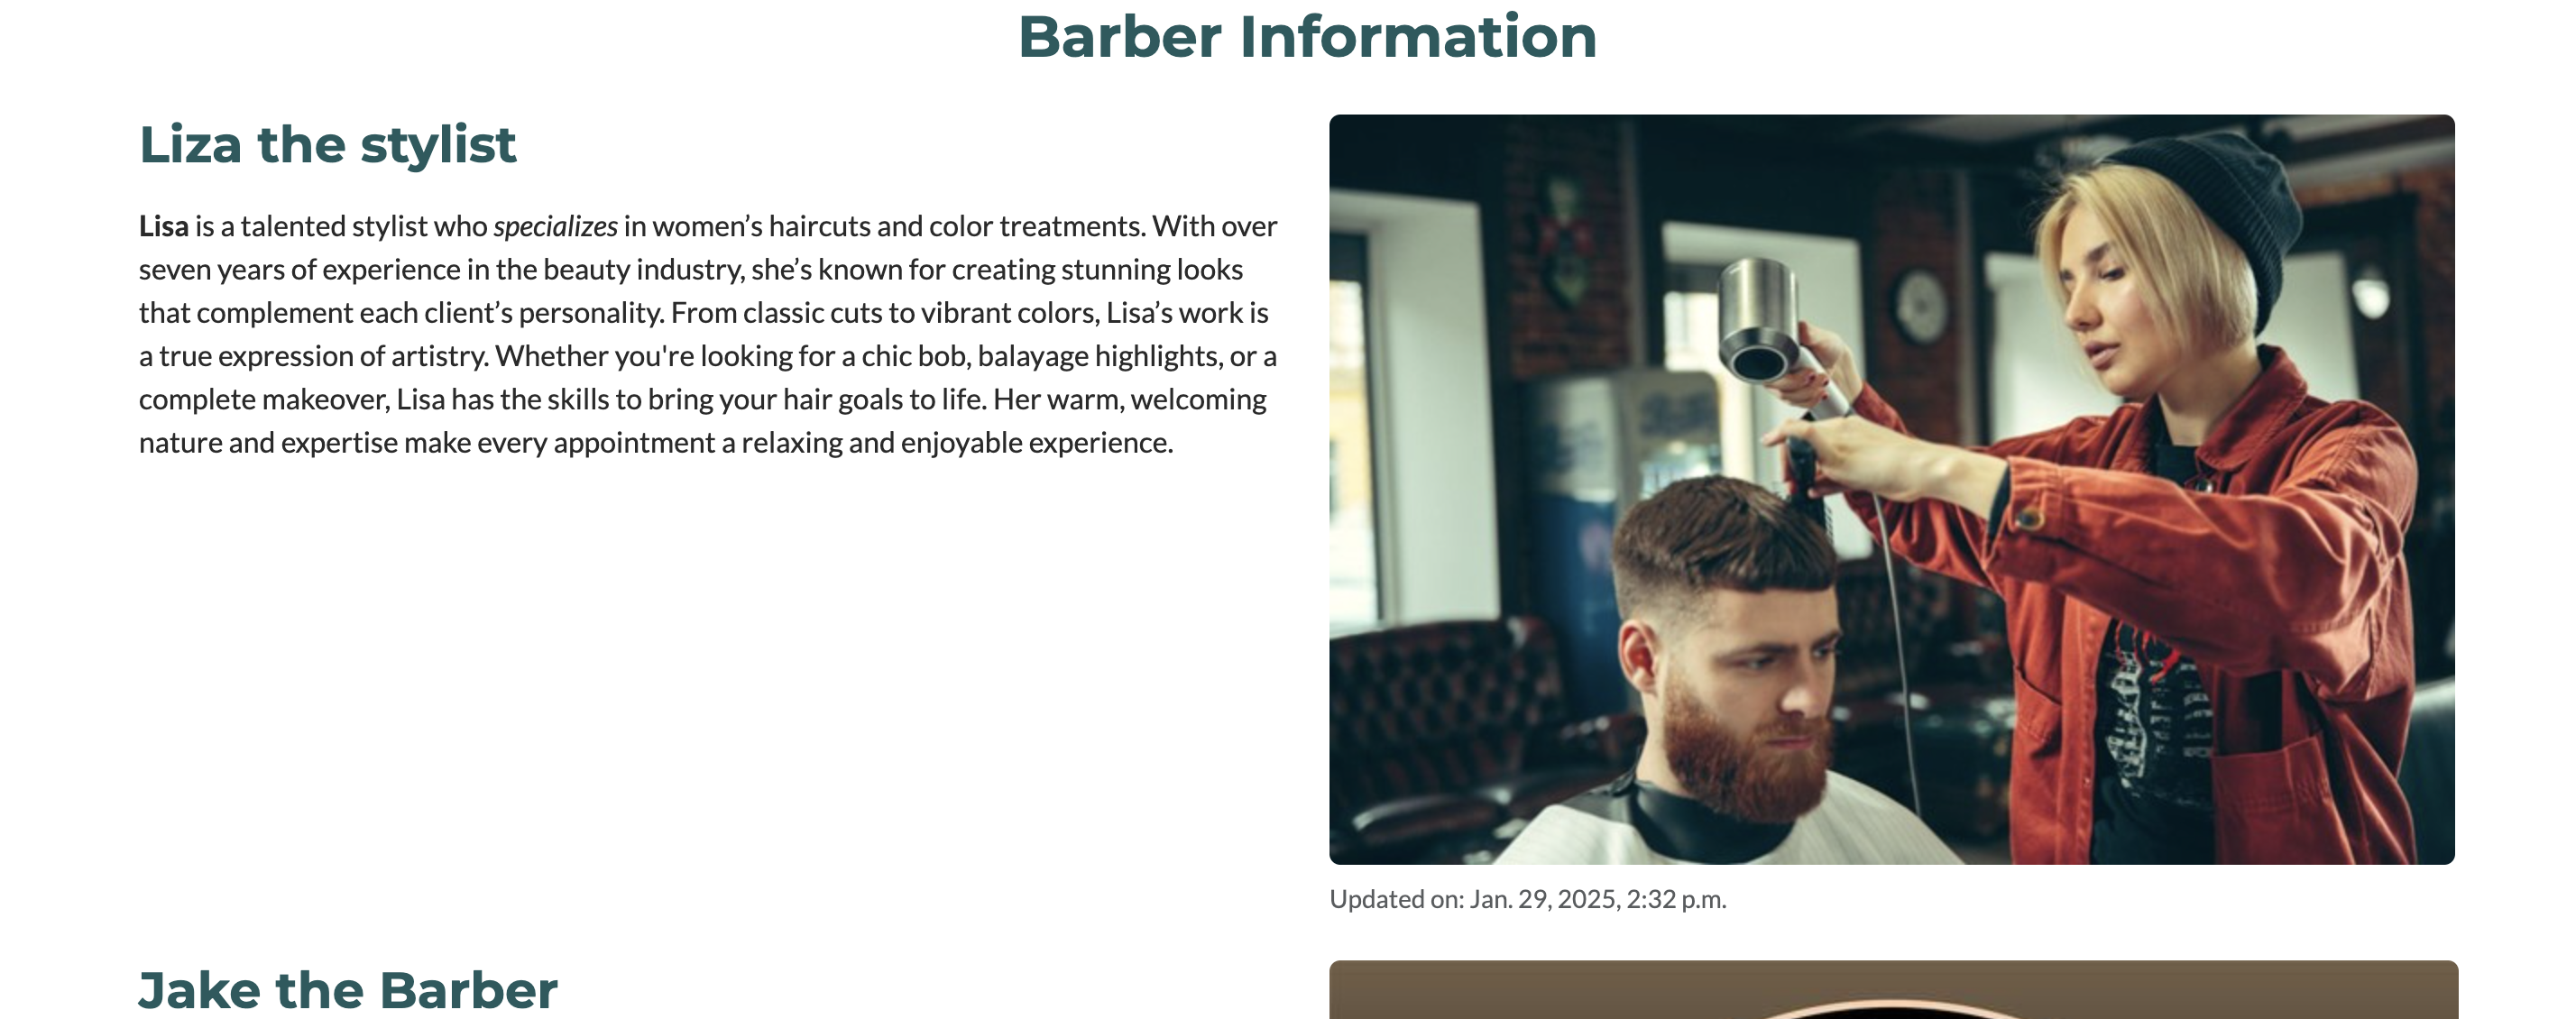 Barber Information
Liza the stylist
Lisa is a talented stylist who specializes in women’s haircuts and color treatments. With over
seven years of experience in the beauty industry, she’s known for creating stunning looks
that complement each client’s personality. From classic cuts to vibrant colors, Lisa’s work is
a true expression of artistry. Whether you're looking for a chic bob, balayage highlights, or a
complete makeover, Lisa has the skills to bring your hair goals to life. Her warm, welcoming
nature and expertise make every appointment a relaxing and enjoyable experience.
Updated on: Jan. 29, 2025, 2:32 p.m.
Jake the Barber